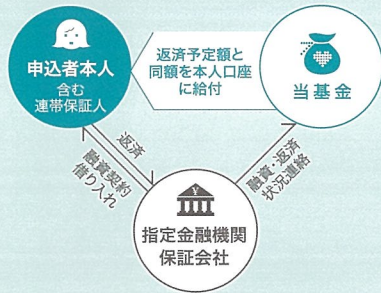 申込者本人
含む
連帯保証人
返済予定額と
同額を本人口座
に給付
当基金
返済
融資契約
借り入れ
融資・返済
状況連絡
指定金融機関
保証会社